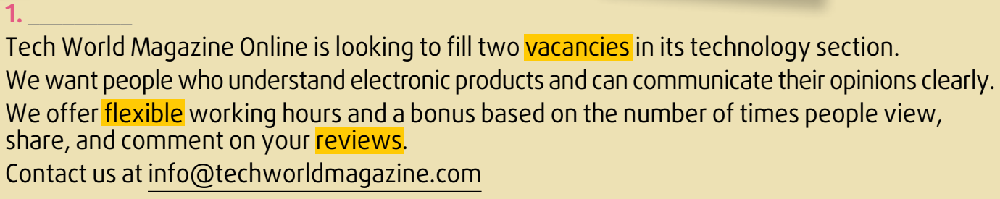 1. _________
Tech World Magazine Online is looking to fill two vacancies in its technology section.
We want people who understand electronic products and can communicate their opinions clearly.
We offer flexible working hours and a bonus based on the number of times people view,
share, and comment on your reviews.
Contact us at info@techworldmagazine.com